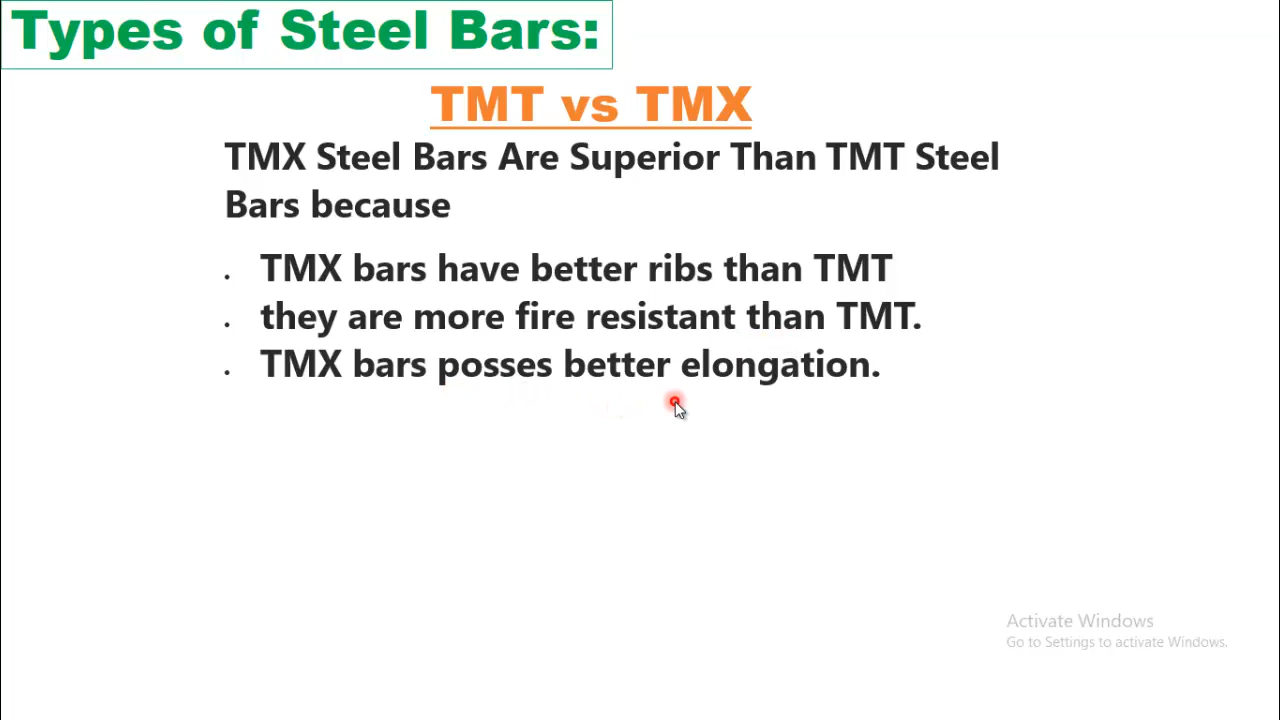 Types of Steel Bars:
TMT vs TMX
TMX Steel Bars Are Superior Than TMT Steel
Bars because
. TMX bars have better ribs than TMT
. they are more fire resistant than TMT.
. TMX bars posses better elongation.
Activate Windows
Go to Settings to activate Windows.